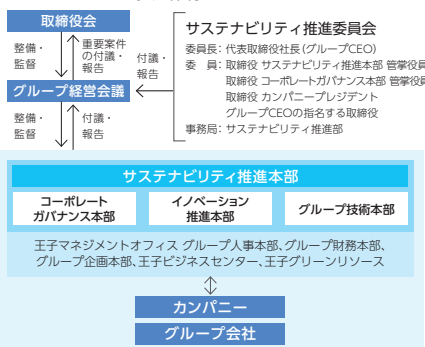 取締役会
整備・
監督
重要案件
の付議・
報告
付議・
報告
グループ経営会議
整備・
監督
付議・
報告
サステナビリティ推進委員会
委員長：代表取締役社長（グループCEO）
委　員：取締役 サステナビリティ推進本部 管掌役員
取締役 コーポレートガバナンス本部 管掌役員
取締役 カンパニープレジデント
グループCEOの指名する取締役
事務局：サステナビリティ推進部
サステナビリティ推進本部
コーポレート
ガバナンス本部
イノベーション
推進本部
グループ技術本部
王子マネジメントオフィス グループ人事本部、グループ財務本部、
グループ企画本部、王子ビジネスセンター、王子グリーンリソース
カンパニー
グループ会社